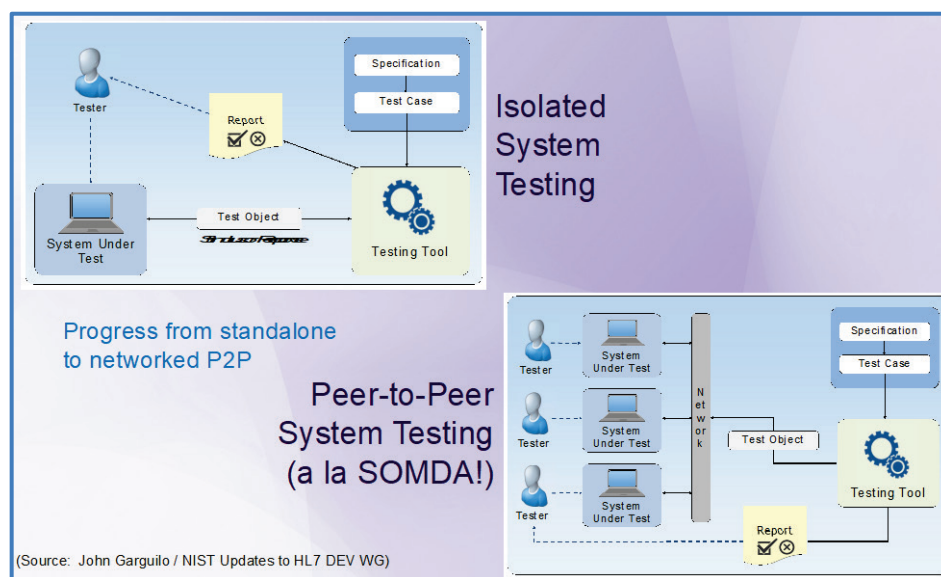 Specification
Test Case
Tester
Report
Test Object
System Under
Test
Testing Tool
Isolated
System
Testing
Progress from standalone
to networked P2P
Peer-to-Peer
System Testing
(a la SOMDA!)
Specification
Test Case
Tester
System
Under Test
Tester
System
Under Test
Tester
System
Under Test
Network
Test Object
Testing Tool
Report
(Source: John Garguilo / NIST Updates to HL7 DEV WG)